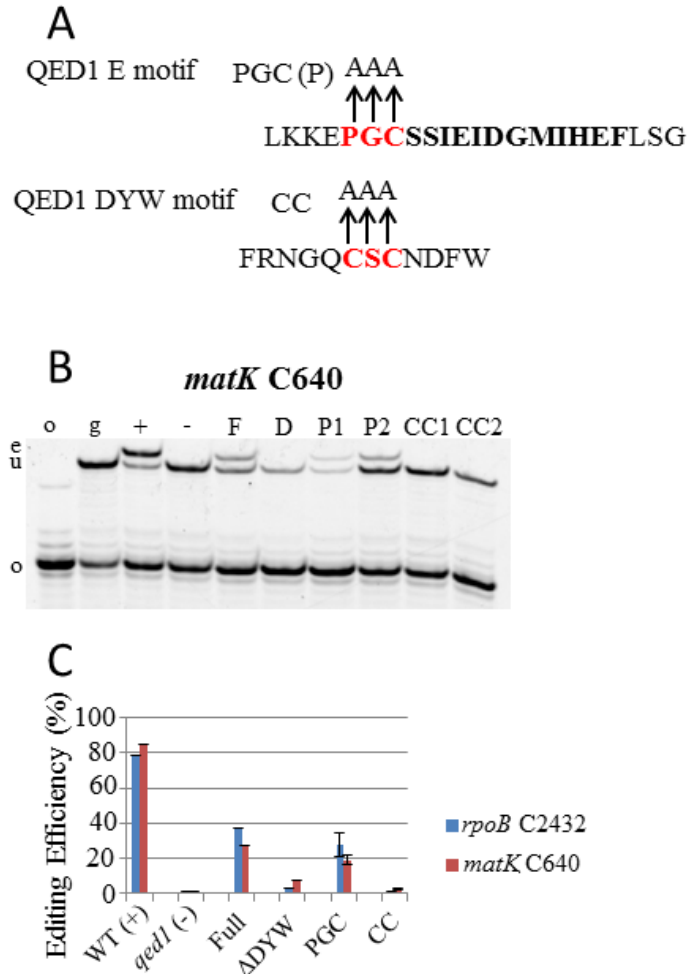 A
QED1 E motif PGC (P) AAA
LKKEPGCSSIEIDGMIHEFLSG
QED1 DYW motif CC AAA
FRNGQCSCNDFW
B
matK C640
o g + - F D P1 P2 CC1 CC2
e
u
o
C
Editing Efficiency (%)
100
80
60
40
20
0
WT (+) qed1 (-) Full ΔDYW PGC CC
rpoB C2432
matK C640